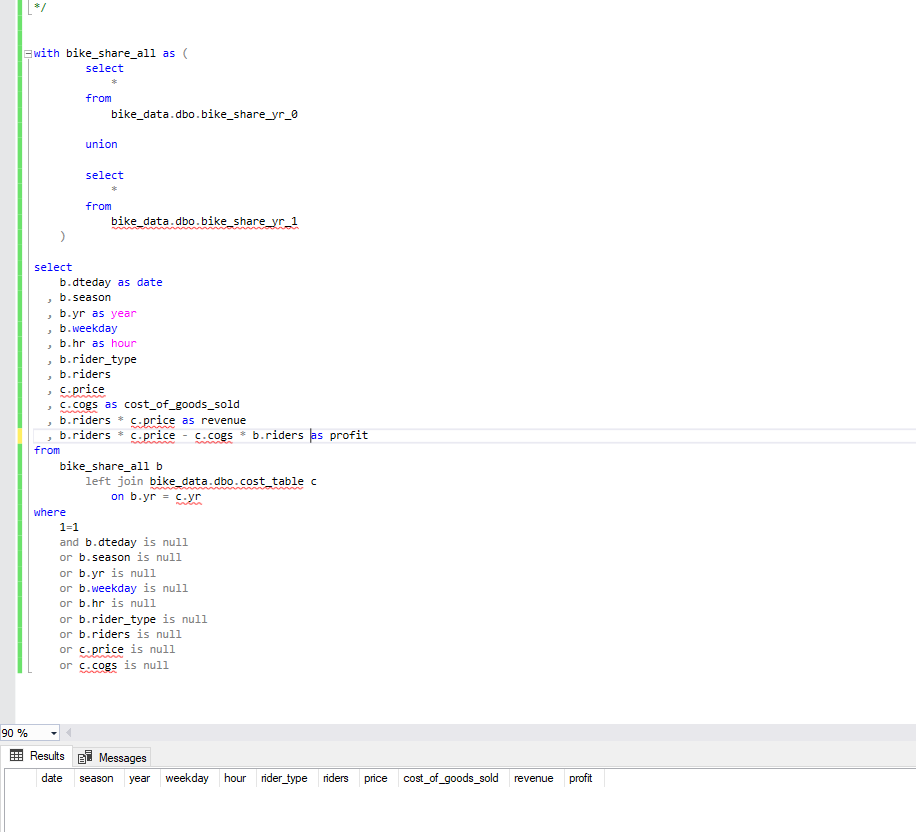 */
with bike_share_all as (
select
*
from
bike_data.dbo.bike_share_yr_0
union
select
*
from
bike_data.dbo.bike_share_yr_1
)
select
b.dteday as date
, b.season
, b.yr as year
, b.weekday
, b.hr as hour
, b.rider_type
, b.riders
, c.price
, c.cogs as cost_of_goods_sold
, b.riders * c.price as revenue
, b.riders * c.price - c.cogs * b.riders as profit
from
bike_share_all b
left join bike_data.dbo.cost_table c
on b.yr = c.yr
where
1=1
and b.dteday is null
or b.season is null
or b.yr is null
or b.weekday is null
or b.hr is null
or b.rider_type is null
or b.riders is null
or c.price is null
or c.cogs is null
90 %
Results Messages
date season year weekday hour rider_type riders price cost_of_goods_sold revenue profit